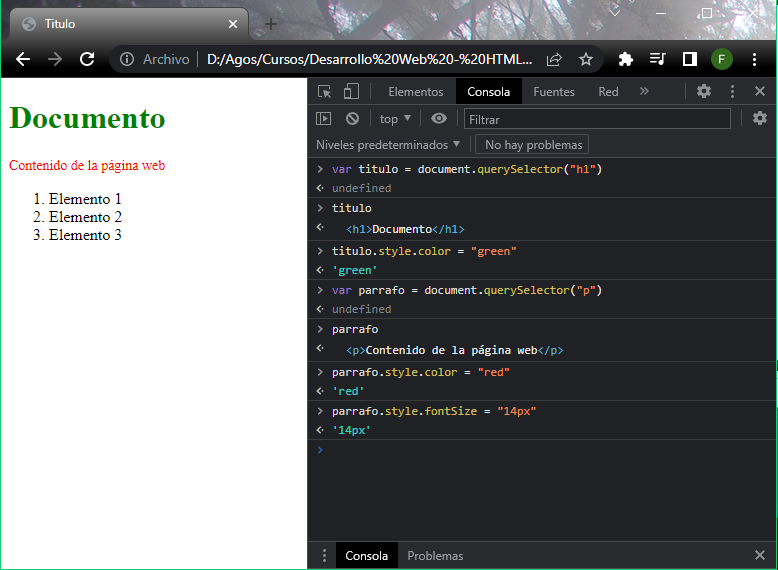 Titulo
Archivo | D:/Agos/Cursos/Desarrollo%20Web%20-%20HTML...
F
Documento
Contenido de la página web
1. Elemento 1
2. Elemento 2
3. Elemento 3
Elementos Consola Fuentes Red
top Filtrar
Niveles predeterminados No hay problemas
> var titulo = document.querySelector("h1")
undefined
> titulo
<h1>Documento</h1>
> titulo.style.color = "green"
'green'
> var parrafo = document.querySelector("p")
undefined
> parrafo
<p>Contenido de la página web</p>
> parrafo.style.color = "red"
'red'
> parrafo.style.fontSize = "14px"
'14px'
>
Consola Problemas